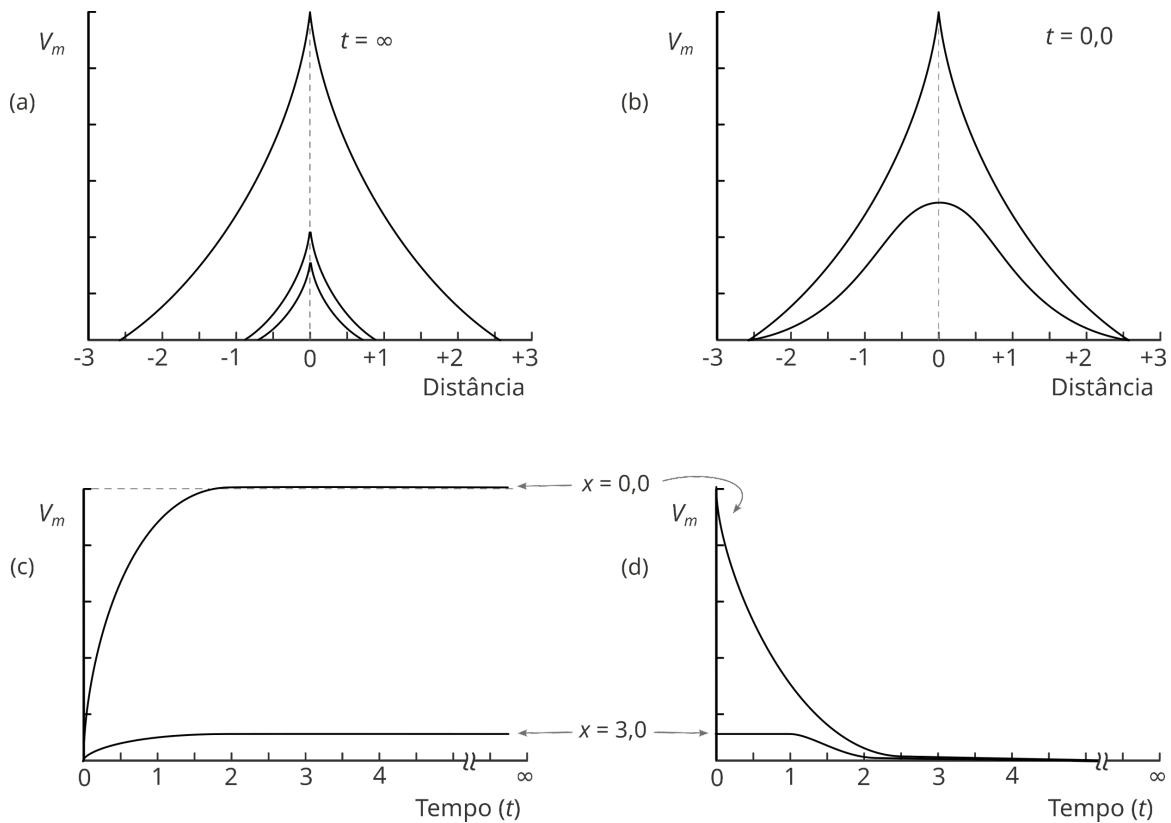 (a)
V_m
t = ∞
-3 -2 -1 0 +1 +2 +3
Distância
(b)
V_m
t = 0,0
-3 -2 -1 0 +1 +2 +3
Distância
(c)
V_m
0 1 2 3 4 ∞
Tempo (t)
x = 0,0
x = 3,0
(d)
V_m
0 1 2 3 4 ∞
Tempo (t)